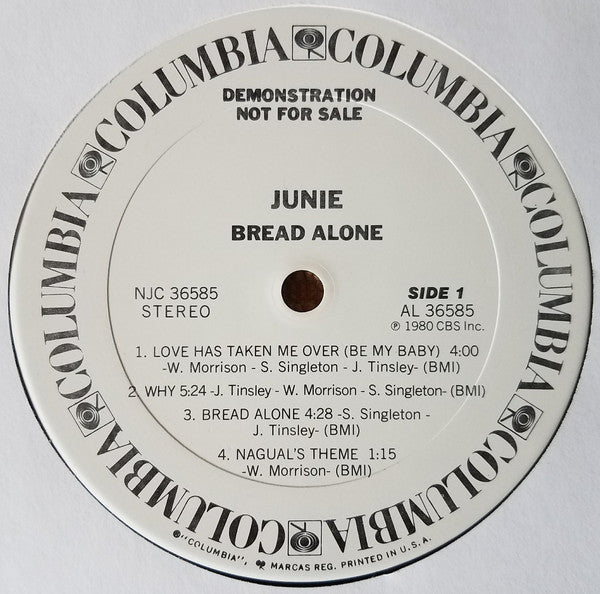 COLUMBIA COLUMBIA COLUMBIA COLUMBIA COLUMBIA COLUMBIA COLUMBIA COLUMBIA
DEMONSTRATION
NOT FOR SALE
JUNIE
BREAD ALONE
NJC 36585
STEREO
SIDE 1
AL 36585
℗ 1980 CBS Inc.
1. LOVE HAS TAKEN ME OVER (BE MY BABY) 4:00
-W. Morrison - S. Singleton - J. Tinsley- (BMI)
2. WHY 5:24 -J. Tinsley - W. Morrison - S. Singleton- (BMI)
3. BREAD ALONE 4:28 -S. Singleton -
J. Tinsley- (BMI)
4. NAGUAL'S THEME 1:15
-W. Morrison- (BMI)
®"COLUMBIA", MARCAS REG. PRINTED IN U.S.A.